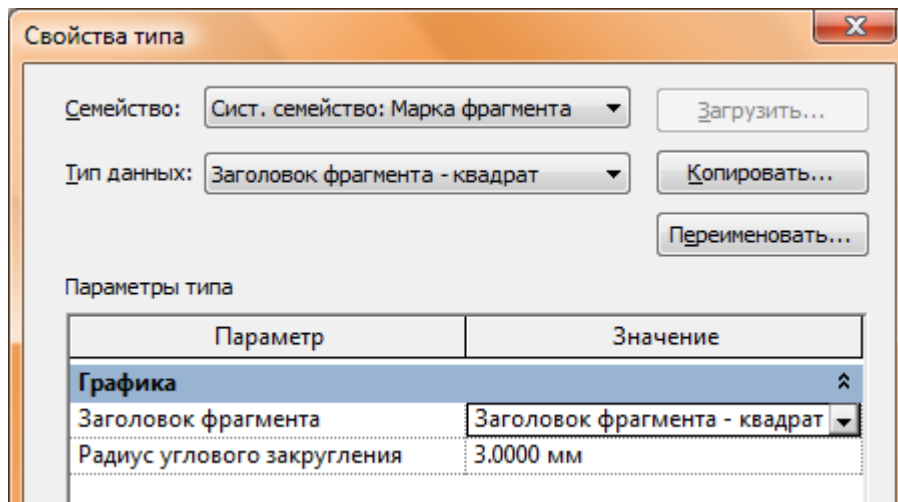 Свойства типа
Семейство: Сист. семейство: Марка фрагмента Загрузить...
Тип данных: Заголовок фрагмента - квадрат Копировать...
Переименовать...
Параметры типа
Параметр Значение
Графика
Заголовок фрагмента Заголовок фрагмента - квадрат
Радиус углового закругления 3.0000 мм